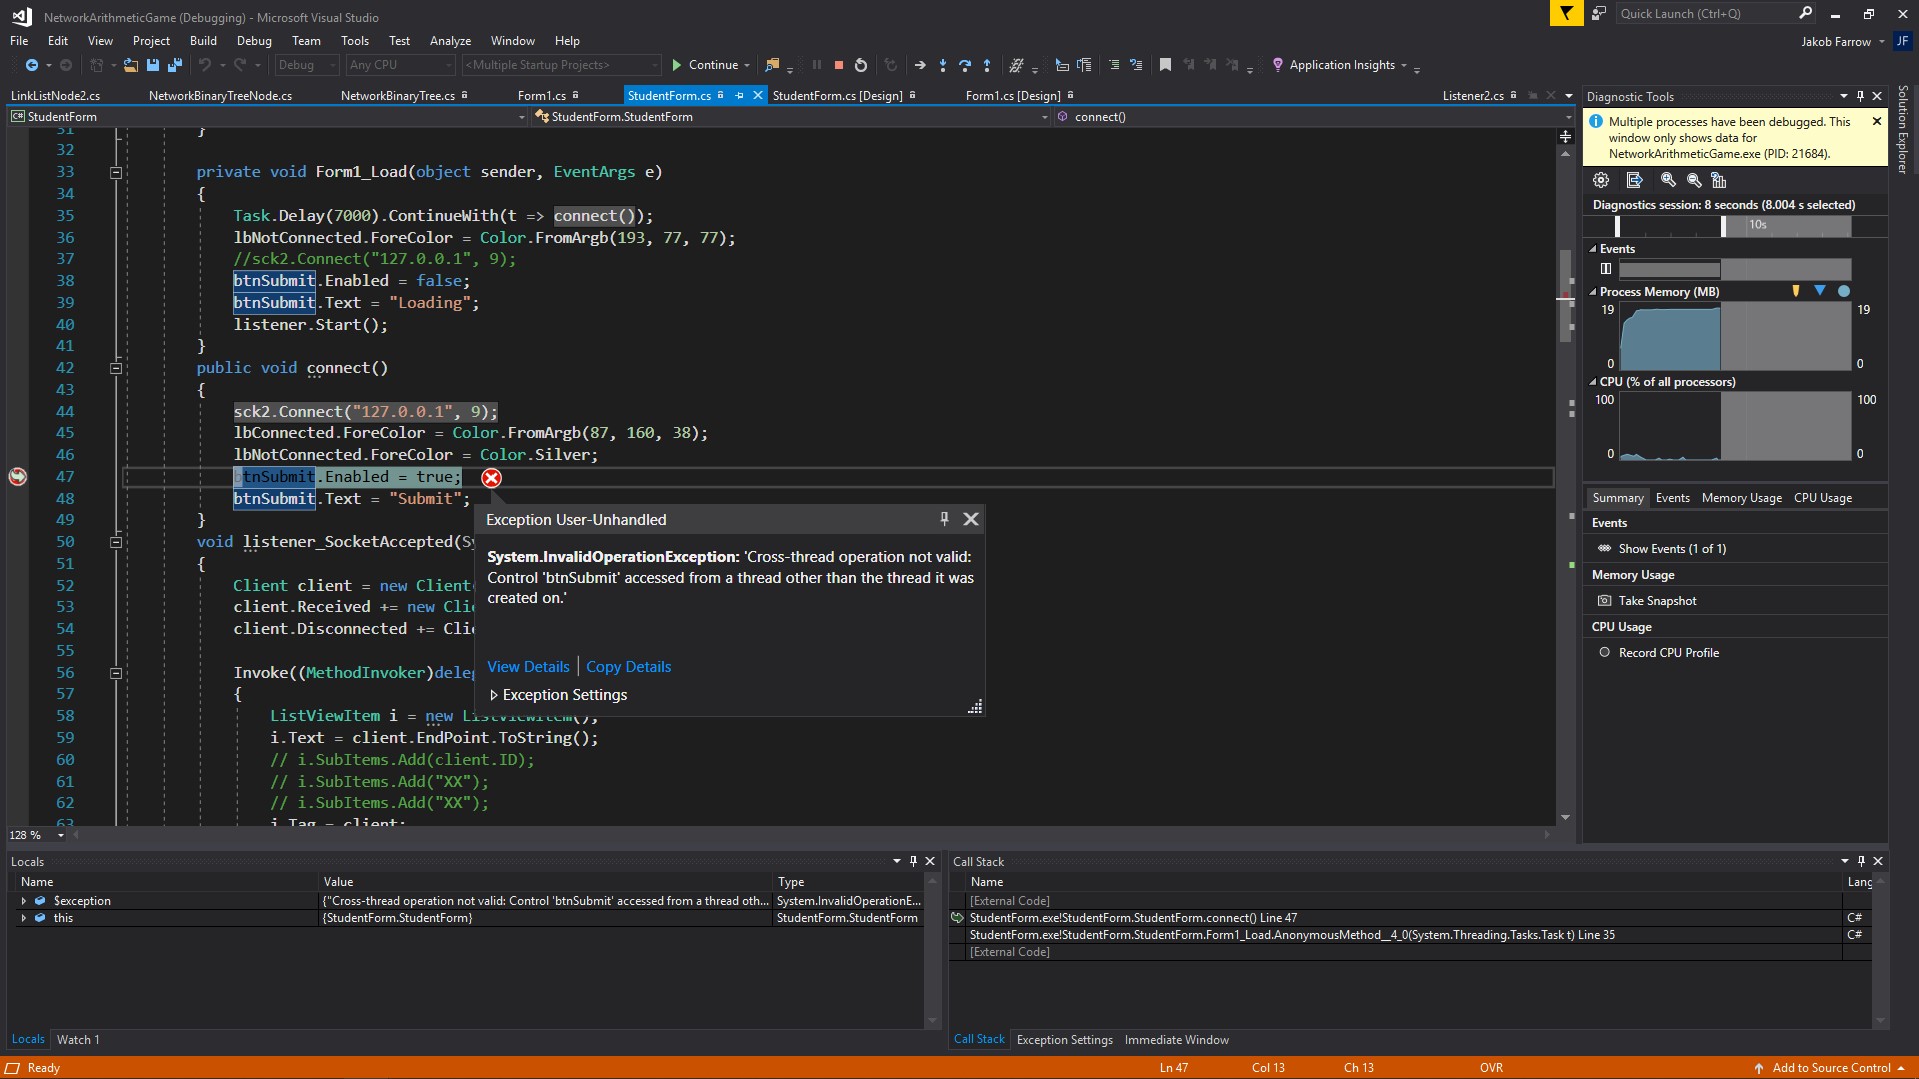 NetworkArithmeticGame (Debugging) - Microsoft Visual Studio
Quick Launch (Ctrl+Q)
File Edit View Project Build Debug Team Tools Test Analyze Window Help
Jakob Farrow JF
Debug Any CPU <Multiple Startup Projects> Continue Application Insights
LinkListNode2.cs NetworkBinaryTreeNode.cs NetworkBinaryTree.cs Form1.cs StudentForm.cs StudentForm.cs [Design] Form1.cs [Design] Listener2.cs
C# StudentForm StudentForm.StudentForm connect()
31 }
32
33 private void Form1_Load(object sender, EventArgs e)
34 {
35 Task.Delay(7000).ContinueWith(t => connect());
36 lbNotConnected.ForeColor = Color.FromArgb(193, 77, 77);
37 //sck2.Connect("127.0.0.1", 9);
38 btnSubmit.Enabled = false;
39 btnSubmit.Text = "Loading";
40 listener.Start();
41 }
42 public void connect()
43 {
44 sck2.Connect("127.0.0.1", 9);
45 lbConnected.ForeColor = Color.FromArgb(87, 160, 38);
46 lbNotConnected.ForeColor = Color.Silver;
47 btnSubmit.Enabled = true;
48 btnSubmit.Text = "Submit";
49 }
50 void listener_SocketAccepted(Sy
51 {
52 Client client = new Client
53 client.Received += new Cli
54 client.Disconnected += Cli
55
56 Invoke((MethodInvoker)deleg
57 {
58 ListViewItem i = new ListViewItem();
59 i.Text = client.EndPoint.ToString();
60 // i.SubItems.Add(client.ID);
61 // i.SubItems.Add("XX");
62 // i.SubItems.Add("XX");
63 i.Tag = client;
Exception User-Unhandled
System.InvalidOperationException: 'Cross-thread operation not valid:
Control 'btnSubmit' accessed from a thread other than the thread it was
created on.'
View Details Copy Details
Exception Settings
128 %
Diagnostic Tools
Multiple processes have been debugged. This
window only shows data for
NetworkArithmeticGame.exe (PID: 21684).
Diagnostics session: 8 seconds (8.004 s selected)
10s
Events
Process Memory (MB)
19 19
0 0
CPU (% of all processors)
100 100
0 0
Summary Events Memory Usage CPU Usage
Events
Show Events (1 of 1)
Memory Usage
Take Snapshot
CPU Usage
Record CPU Profile
Solution Explorer
Locals
Name Value Type
$exception {"Cross-thread operation not valid: Control 'btnSubmit' accessed from a thread oth... System.InvalidOperationE...
this {StudentForm.StudentForm} StudentForm.StudentForm
Locals Watch 1
Call Stack
Name Lang
[External Code]
StudentForm.exe!StudentForm.StudentForm.connect() Line 47 C#
StudentForm.exe!StudentForm.StudentForm.Form1_Load.AnonymousMethod__4_0(System.Threading.Tasks.Task t) Line 35 C#
[External Code]
Call Stack Exception Settings Immediate Window
Ready Ln 47 Col 13 Ch 13 OVR Add to Source Control